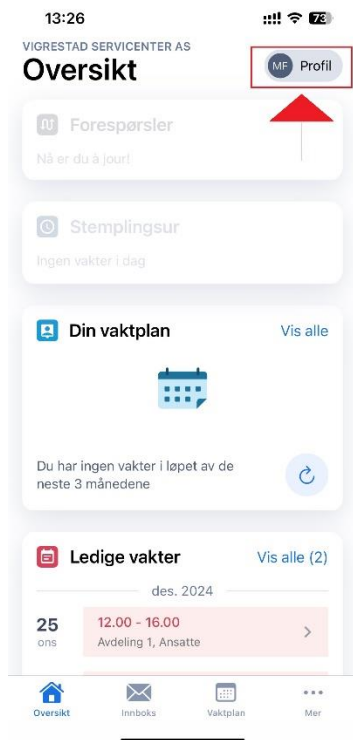 13:26
73
VIGRESTAD SERVICENTER AS
Oversikt
MF Profil
Forespørsler
Nå er du à jour!
Stemplingsur
Ingen vakter i dag
Din vaktplan Vis alle
Du har ingen vakter i løpet av de
neste 3 månedene
Ledige vakter Vis alle (2)
des. 2024
25 12.00 - 16.00
ons Avdeling 1, Ansatte
Oversikt Innboks Vaktplan Mer